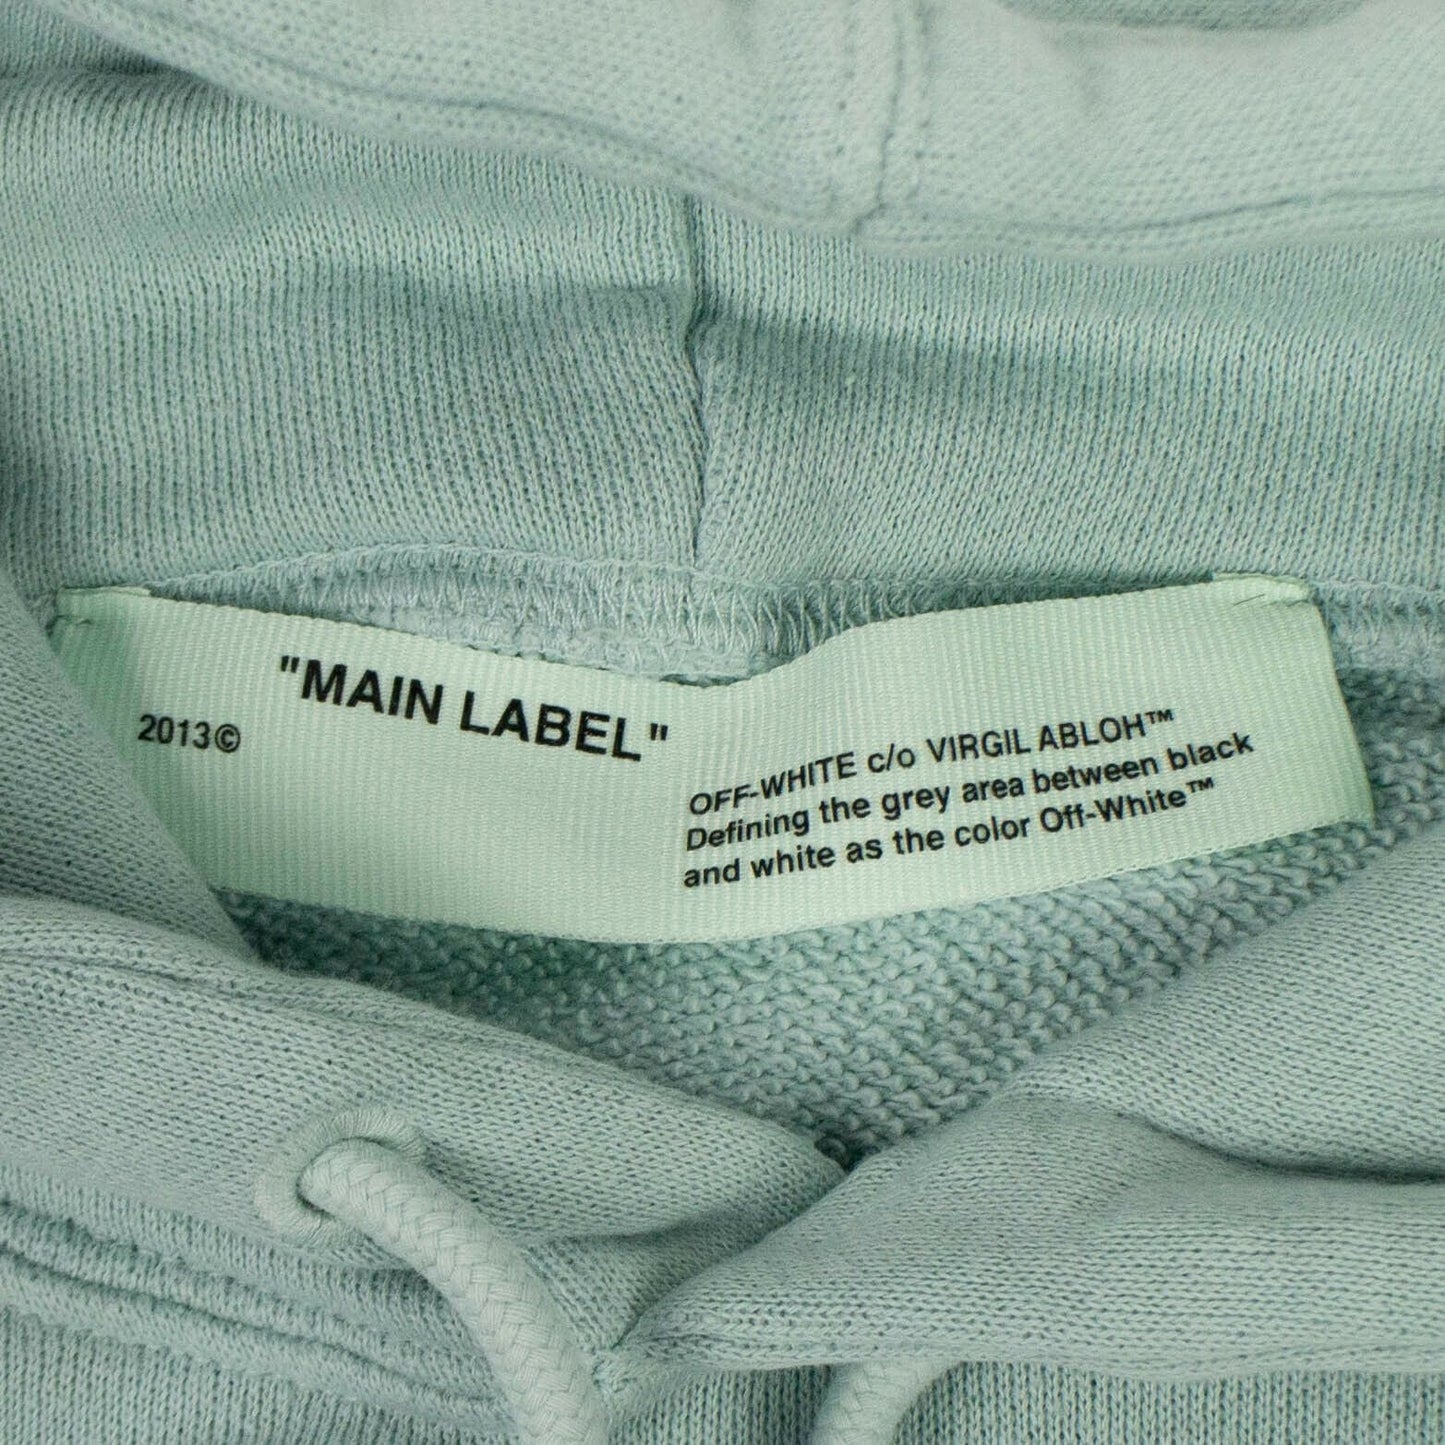 "MAIN LABEL"
2013©
OFF-WHITE c/o VIRGIL ABLOH™
Defining the grey area between black
and white as the color Off-White™